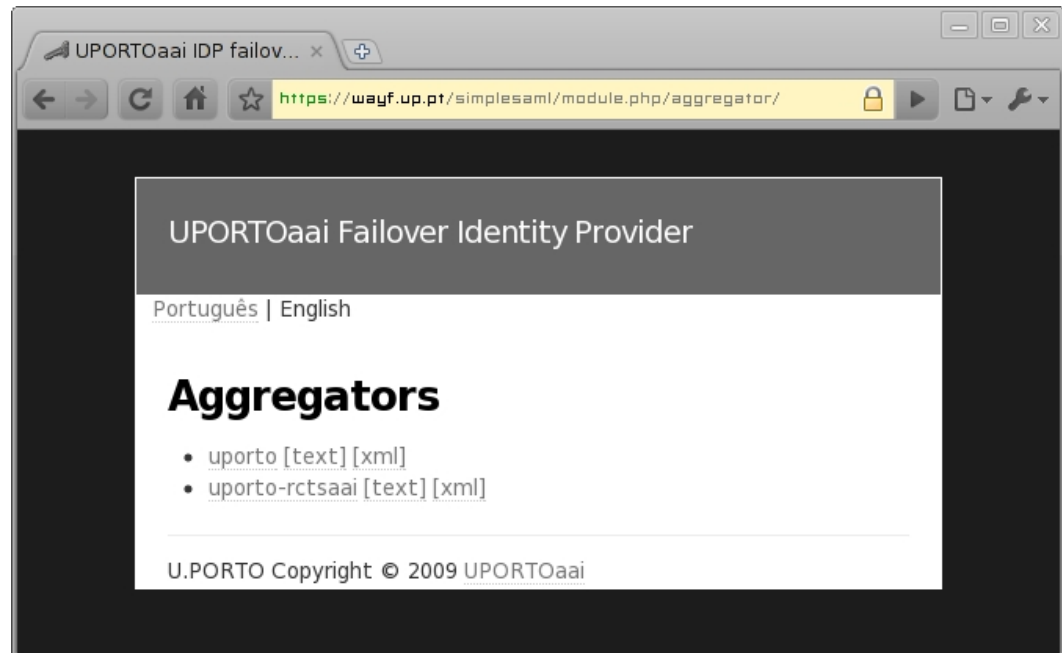 UPORTOaai IDP failov...
https://wayf.up.pt/simplesaml/module.php/aggregator/
UPORTOaai Failover Identity Provider
Português | English
Aggregators
uporto [text] [xml]
uporto-rctsaai [text] [xml]
U.PORTO Copyright © 2009 UPORTOaai